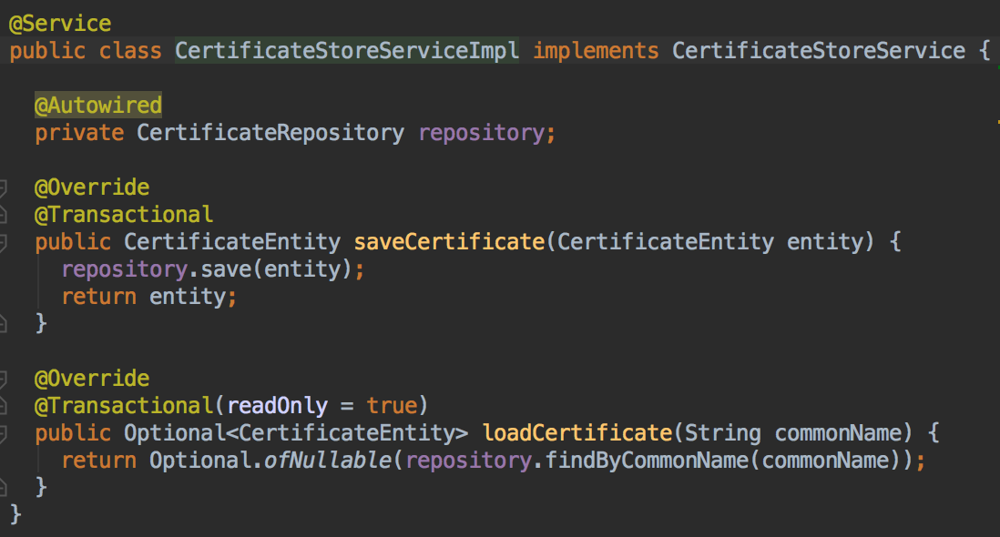 @Service
public class CertificateStoreServiceImpl implements CertificateStoreService {
@Autowired
private CertificateRepository repository;
@Override
@Transactional
public CertificateEntity saveCertificate(CertificateEntity entity) {
repository.save(entity);
return entity;
}
@Override
@Transactional(readOnly = true)
public Optional<CertificateEntity> loadCertificate(String commonName) {
return Optional.ofNullable(repository.findByCommonName(commonName));
}
}